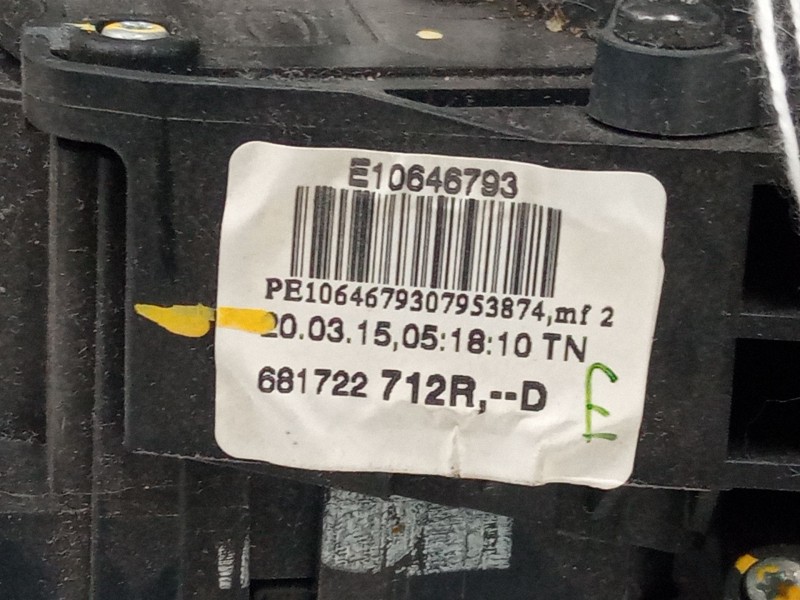 E10646793
PE1064679307953874,mf 2
20.03.15,05:18:10 TN
681722 712R,--D